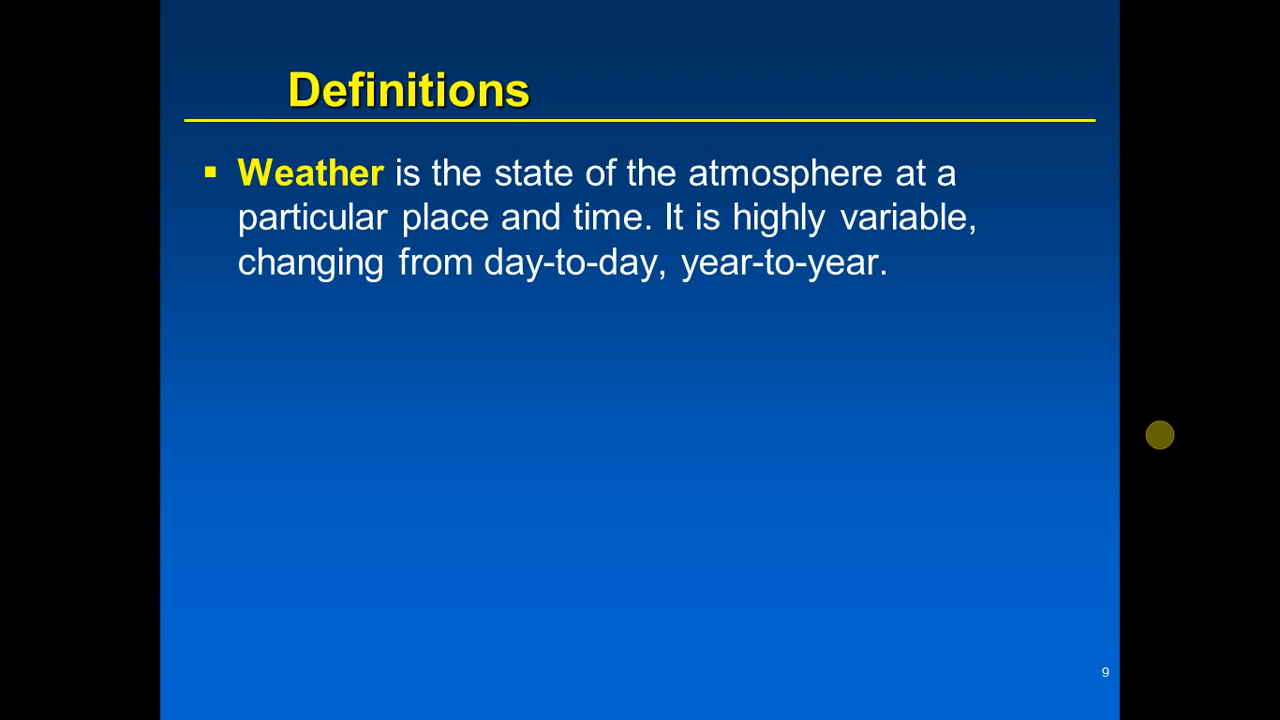 Definitions
▪ Weather is the state of the atmosphere at a
particular place and time. It is highly variable,
changing from day-to-day, year-to-year.
9